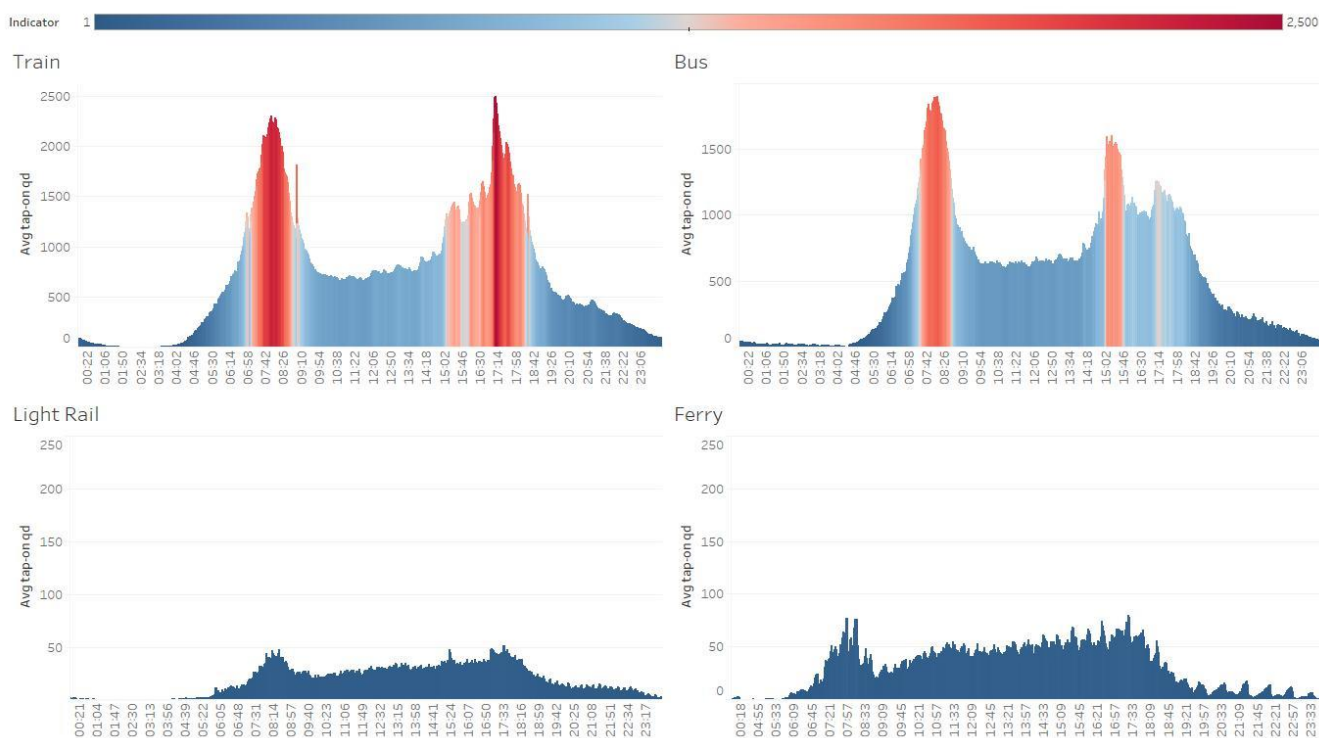 Indicator 1 2,500
Train
2500
2000
1500
1000
500
0
Avg tap-on qd
00:22 01:06 01:50 02:34 03:18 04:02 04:46 05:30 06:14 06:58 07:42 08:26 09:10 09:54 10:38 11:22 12:06 12:50 13:34 14:18 15:02 15:46 16:30 17:14 17:58 18:42 19:26 20:10 20:54 21:38 22:22 23:06
Bus
1500
1000
500
0
Avg tap-on qd
00:22 01:06 01:50 02:34 03:18 04:02 04:46 05:30 06:14 06:58 07:42 08:26 09:10 09:54 10:38 11:22 12:06 12:50 13:34 14:18 15:02 15:46 16:30 17:14 17:58 18:42 19:26 20:10 20:54 21:38 22:22 23:06
Light Rail
250
200
150
100
50
0
Avg tap-on qd
00:21 01:04 01:47 02:30 03:13 03:56 04:39 05:22 06:05 06:48 07:31 08:14 08:57 09:40 10:23 11:06 11:49 12:32 13:15 13:58 14:41 15:24 16:07 16:50 17:33 18:16 18:59 19:42 20:25 21:08 21:51 22:34 23:17
Ferry
250
200
150
100
50
0
Avg tap-on qd
00:18 04:55 05:33 06:09 06:45 07:21 07:57 08:33 09:09 09:45 10:21 10:57 11:33 12:09 12:45 13:21 13:57 14:33 15:09 15:45 16:21 16:57 17:33 18:09 18:45 19:21 19:57 20:33 21:09 21:45 22:21 22:57 23:33